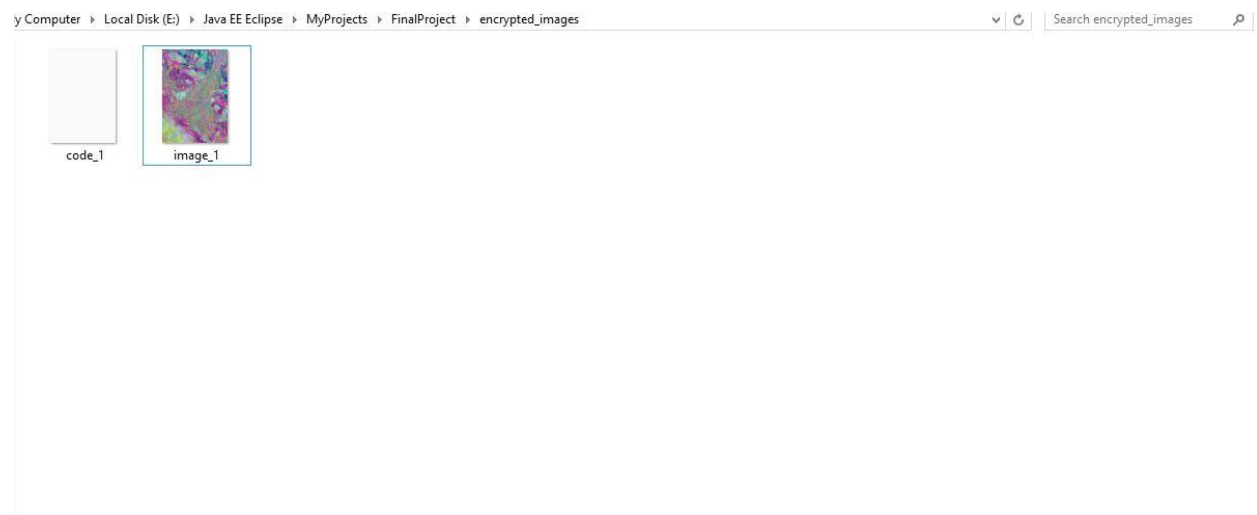 y Computer ▸ Local Disk (E:) ▸ Java EE Eclipse ▸ MyProjects ▸ FinalProject ▸ encrypted_images
Search encrypted_images
code_1
image_1